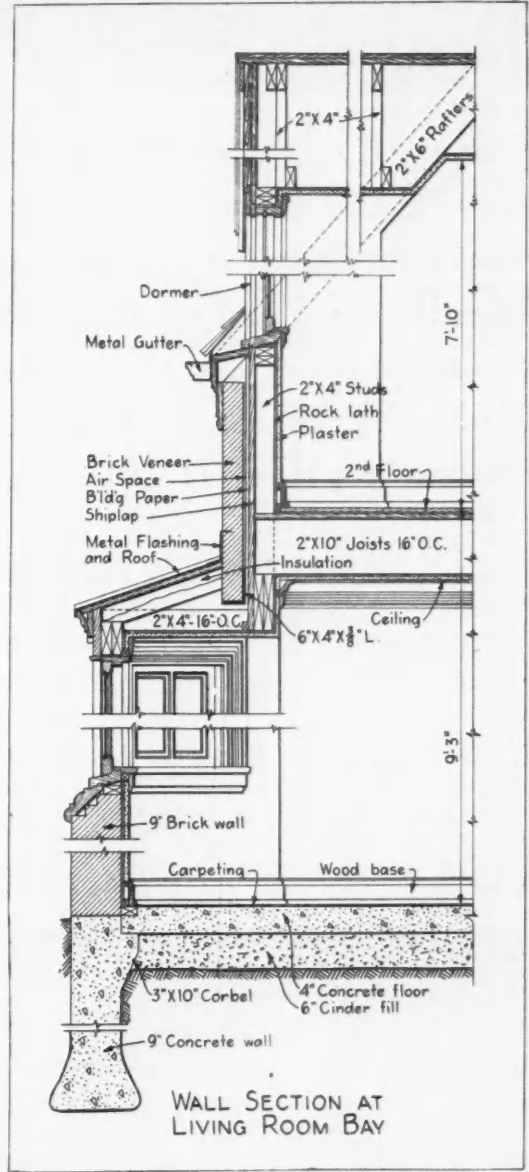 2"X4"
2"X6" Rafters
Dormer
Metal Gutter
7'-10"
2"X4" Studs
Rock lath
Plaster
Brick Veneer
Air Space
B'ld'g Paper
Shiplap
2nd Floor
Metal Flashing
and Roof
2"X10" Joists 16" O.C.
Insulation
Ceiling
2"X4"-16"-O.C.
6"X4"X3/8" L.
9'-3"
9" Brick wall
Carpeting
Wood base
3"X10" Corbel
4" Concrete floor
6" Cinder fill
9" Concrete wall
WALL SECTION AT
LIVING ROOM BAY